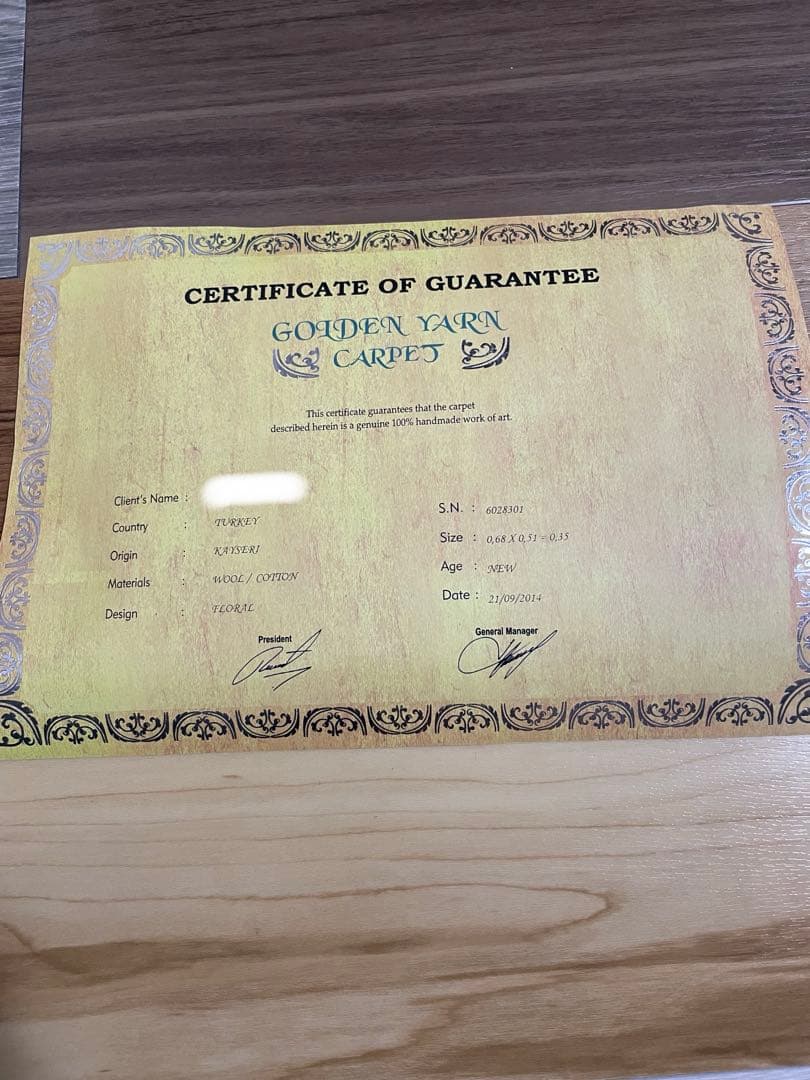 CERTIFICATE OF GUARANTEE
GOLDEN YARN
CARPET
This certificate guarantees that the carpet
described herein is a genuine 100% handmade work of art.
Client's Name :
Country : TURKEY
Origin : KAYSERI
Materials : WOOL / COTTON
Design : FLORAL
S.N. : 6028301
Size : 0,68 X 0,51 = 0,35
Age : NEW
Date : 21/09/2014
President
General Manager